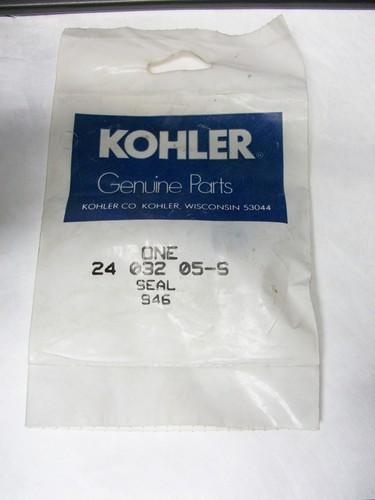 KOHLER®
Genuine Parts
KOHLER CO. KOHLER, WISCONSIN 53044
ONE
24 032 05-S
SEAL
946